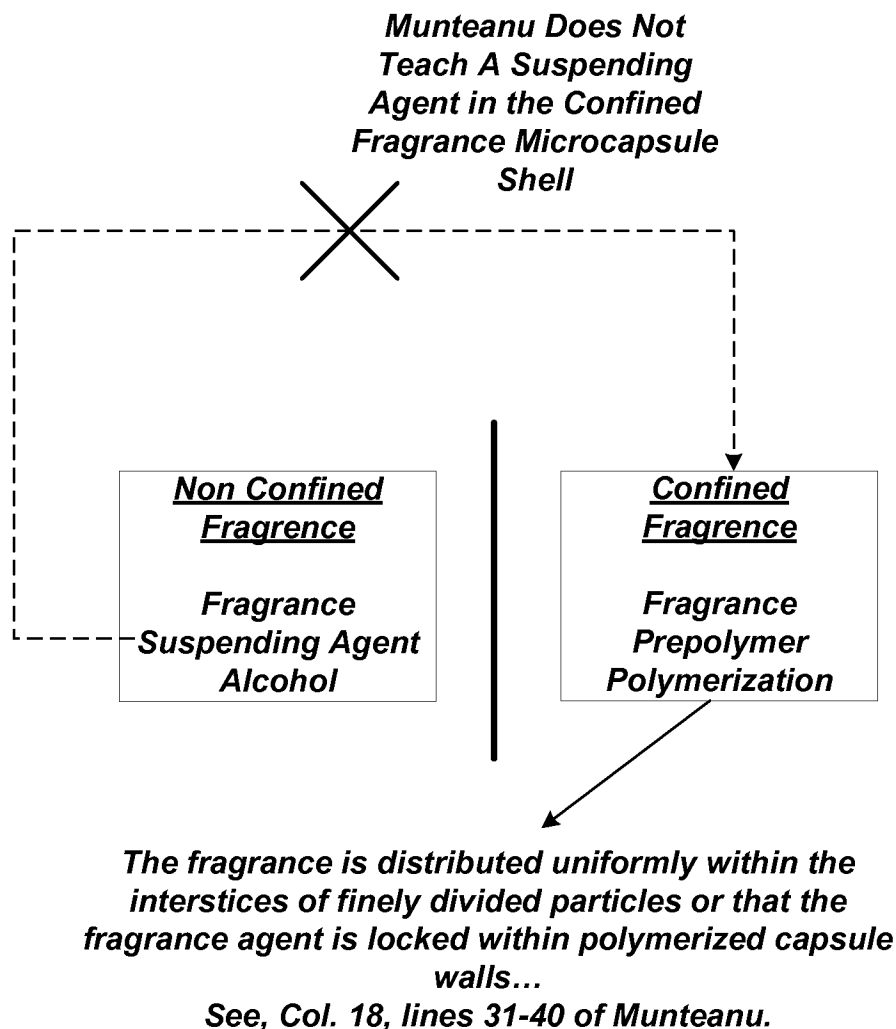 Munteanu Does Not
Teach A Suspending
Agent in the Confined
Fragrance Microcapsule
Shell
Non Confined
Fragrence
Fragrance
Suspending Agent
Alcohol
Confined
Fragrence
Fragrance
Prepolymer
Polymerization
The fragrance is distributed uniformly within the
interstices of finely divided particles or that the
fragrance agent is locked within polymerized capsule
walls…
See, Col. 18, lines 31-40 of Munteanu.